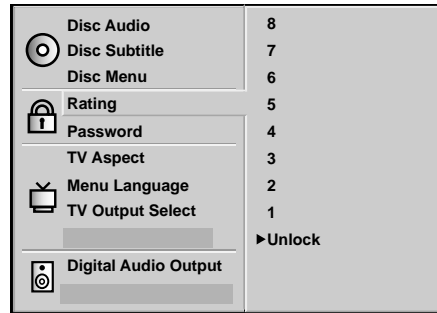 Disc Audio
Disc Subtitle
Disc Menu
Rating
Password
TV Aspect
Menu Language
TV Output Select
Digital Audio Output
8
7
6
5
4
3
2
1
▶Unlock